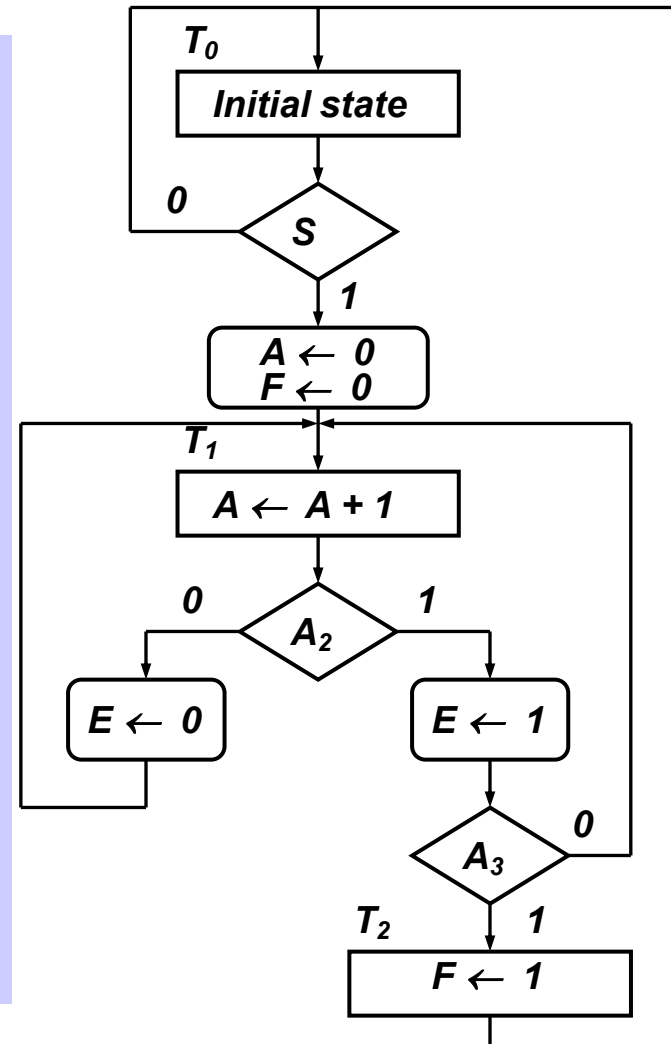 T₀
Initial state
0
S
1
A ← 0
F ← 0
T₁
A ← A + 1
0
1
A₂
E ← 0
E ← 1
0
A₃
T₂
1
F ← 1